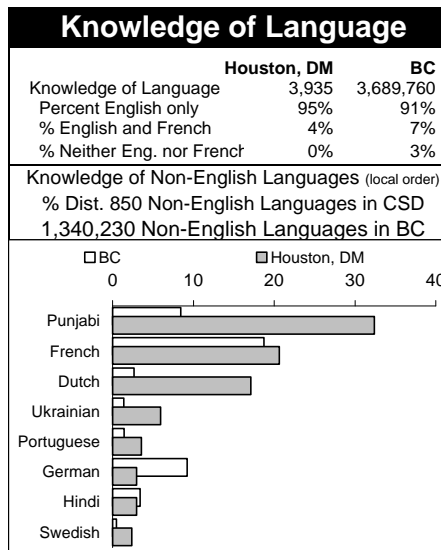 Knowledge of Language
Houston, DM BC
Knowledge of Language 3,935 3,689,760
Percent English only 95% 91%
% English and French 4% 7%
% Neither Eng. nor French 0% 3%
Knowledge of Non-English Languages (local order)
% Dist. 850 Non-English Languages in CSD
1,340,230 Non-English Languages in BC
BC Houston, DM
0 10 20 30 40
Punjabi
French
Dutch
Ukrainian
Portuguese
German
Hindi
Swedish